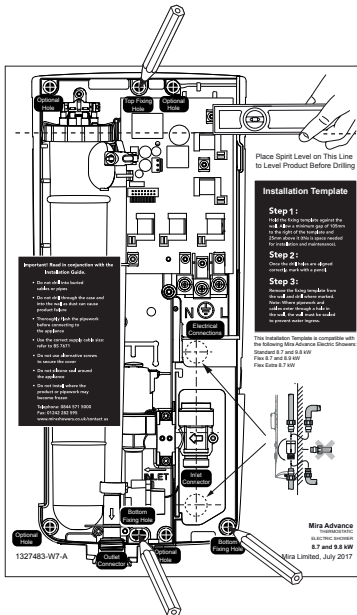 Optional
Hole
Top Fixing
Hole
Optional
Hole
Place Spirit Level on This Line
to Level Product Before Drilling
Installation Template
Step 1:
Hold the fixing template against the
wall. Allow a minimum gap of 105mm
to the right of the template and
25mm above it (this is space needed
for installation and maintenance).
Step 2:
Once the drill holes are aligned
correctly, mark with a pencil.
Step 3:
Remove the fixing template from
the wall and drill where marked.
Note: Where pipework and
cables enter through a hole in
the wall, the wall must be sealed
to prevent water ingress.
Important! Read in conjunction with the
Installation Guide.
• Do not drill into buried
cables or pipes
• Do not drill through the case and
into the wall as dust can cause
product failure
• Thoroughly flush the pipework
before connecting to
the appliance
• Use the correct supply cable size:
refer to BS 7671
• Do not use alternative screws
to secure the cover
• Do not silicone seal around
the appliance
• Do not install where the
product or pipework may
become frozen
Telephone: 0844 571 5000
Fax: 01242 282 595
www.mirashowers.co.uk/contact us
N
L
Electrical
Connections
This Installation Template is compatible with
the following Mira Advance Electric Showers:
Standard 8.7 and 9.8 kW
Flex 8.7 and 8.9 kW
Flex Extra 8.7 kW
INLET
Inlet
Connector
Optional
Hole
Outlet
Connector
Bottom
Fixing Hole
Optional
Hole
Bottom
Fixing Hole
Mira Advance
THERMOSTATIC
ELECTRIC SHOWER
8.7 and 9.8 kW
1327483-W7-A
Mira Limited, July 2017